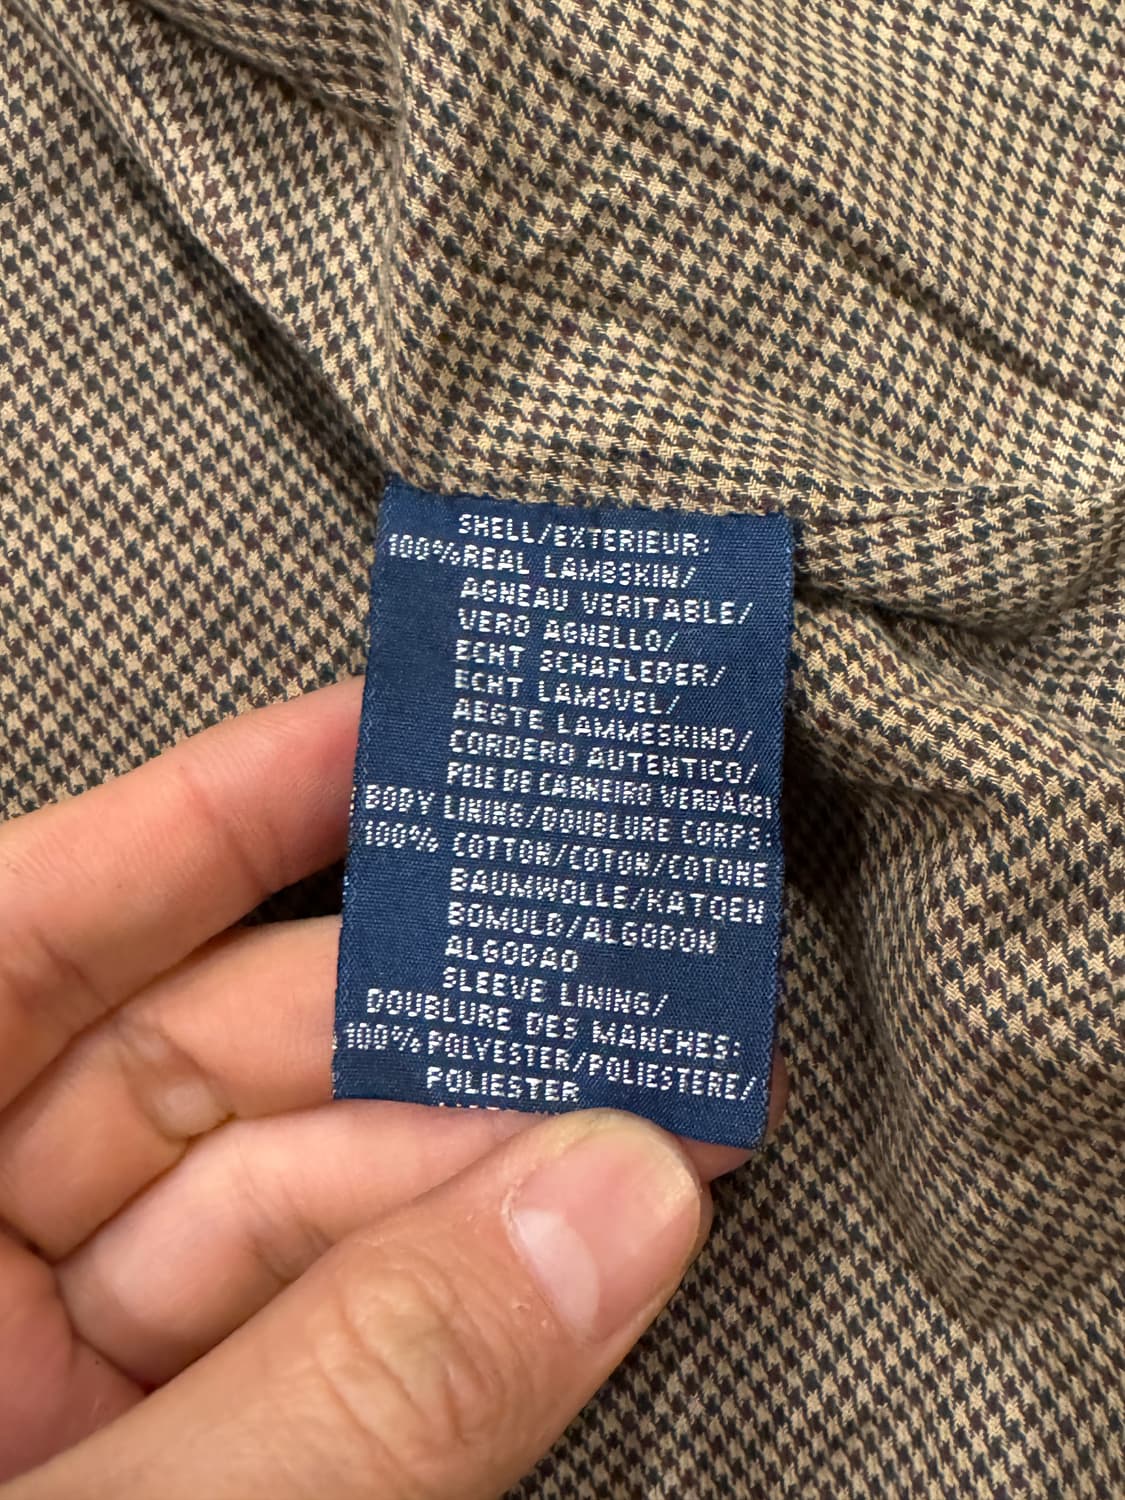 SHELL/EXTERIEUR:
100%REAL LAMBSKIN/
AGNEAU VERITABLE/
VERO AGNELLO/
ECHT SCHAFLEDER/
ECHT LAMSVEL/
AEGTE LAMMESKIND/
CORDERO AUTENTICO/
PELE DE CARNEIRO VERDAGGI
BODY LINING/DOUBLURE CORPS:
100% COTTON/COTON/COTONE
BAUMWOLLE/KATOEN
BOMULD/ALGODON
ALGODAO
SLEEVE LINING/
DOUBLURE DES MANCHES:
100%POLYESTER/POLIESTERE/
POLIESTER